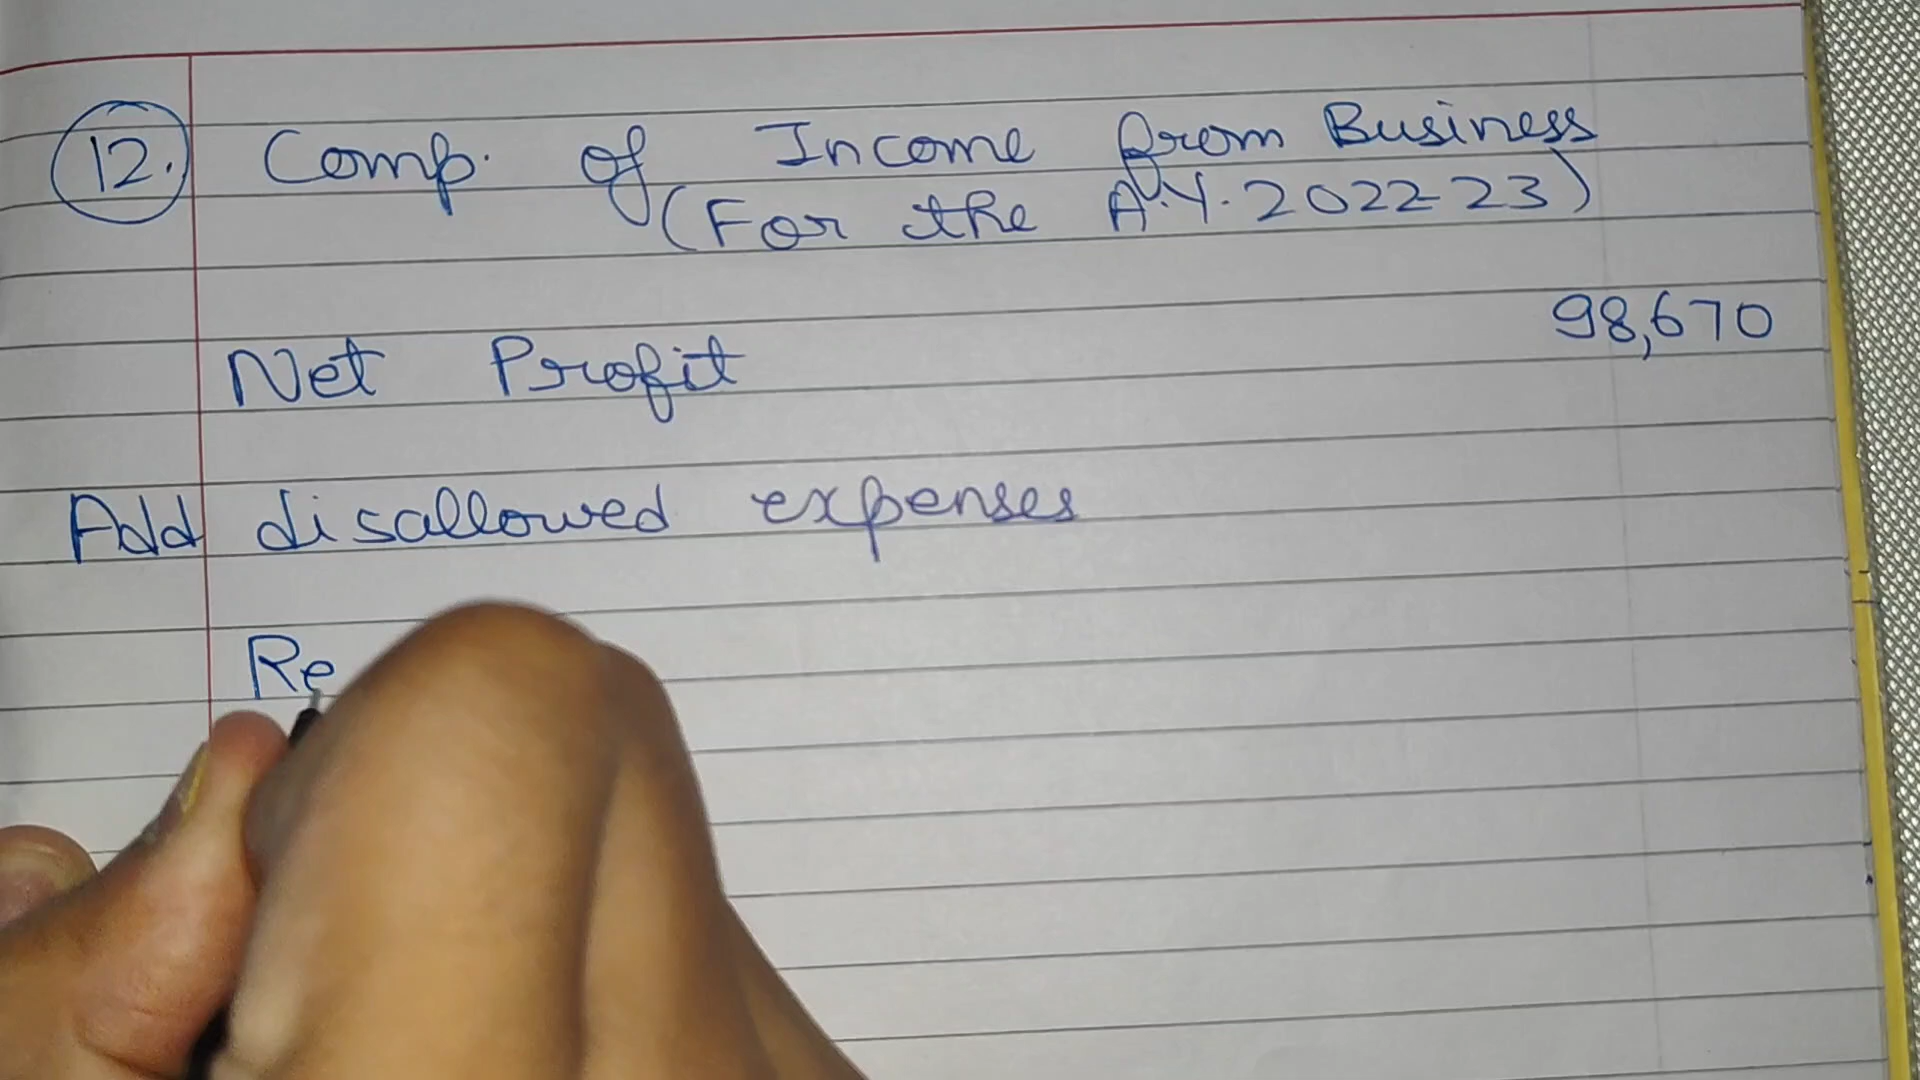 12. Comp. of Income from Business
(For the A.Y. 2022-23)
Net Profit 98,670
Add disallowed expenses
Re